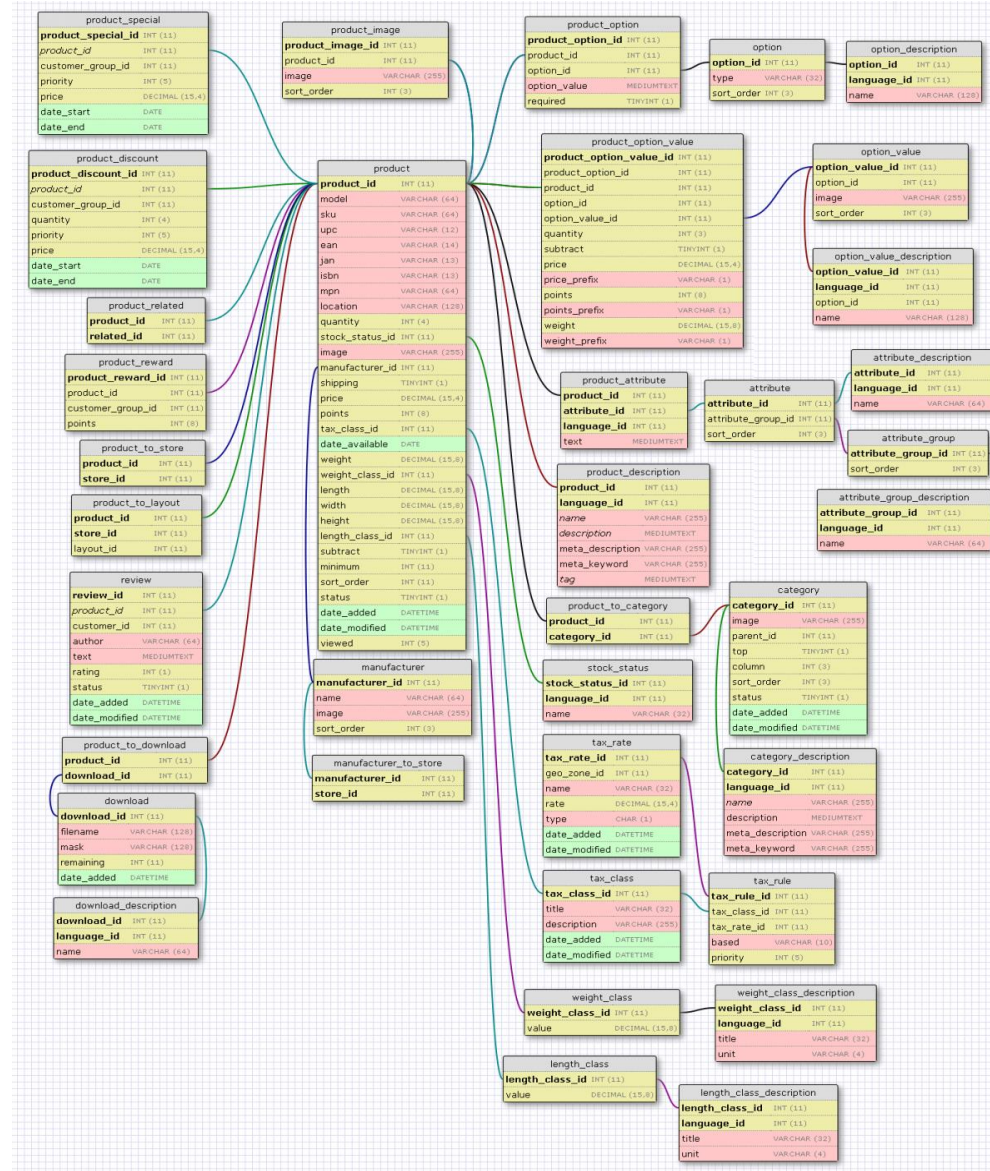 product_special
product_special_id INT (11)
product_id INT (11)
customer_group_id INT (11)
priority INT (5)
price DECIMAL (15,4)
date_start DATE
date_end DATE
product_image
product_image_id INT (11)
product_id INT (11)
image VARCHAR (255)
sort_order INT (3)
product_option
product_option_id INT (11)
product_id INT (11)
option_id INT (11)
option_value MEDIUMTEXT
required TINYINT (1)
option
option_id INT (11)
type VARCHAR (32)
sort_order INT (3)
option_description
option_id INT (11)
language_id INT (11)
name VARCHAR (128)
product_discount
product_discount_id INT (11)
product_id INT (11)
customer_group_id INT (11)
quantity INT (4)
priority INT (5)
price DECIMAL (15,4)
date_start DATE
date_end DATE
product
product_id INT (11)
model VARCHAR (64)
sku VARCHAR (64)
upc VARCHAR (12)
ean VARCHAR (14)
jan VARCHAR (13)
isbn VARCHAR (13)
mpn VARCHAR (64)
location VARCHAR (128)
quantity INT (4)
stock_status_id INT (11)
image VARCHAR (255)
manufacturer_id INT (11)
shipping TINYINT (1)
price DECIMAL (15,4)
points INT (8)
tax_class_id INT (11)
date_available DATE
weight DECIMAL (15,8)
weight_class_id INT (11)
length DECIMAL (15,8)
width DECIMAL (15,8)
height DECIMAL (15,8)
length_class_id INT (11)
subtract TINYINT (1)
minimum INT (11)
sort_order INT (11)
status TINYINT (1)
date_added DATETIME
date_modified DATETIME
viewed INT (5)
product_option_value
product_option_value_id INT (11)
product_option_id INT (11)
product_id INT (11)
option_id INT (11)
option_value_id INT (11)
quantity INT (3)
subtract TINYINT (1)
price DECIMAL (15,4)
price_prefix VARCHAR (1)
points INT (8)
points_prefix VARCHAR (1)
weight DECIMAL (15,8)
weight_prefix VARCHAR (1)
option_value
option_value_id INT (11)
option_id INT (11)
image VARCHAR (255)
sort_order INT (3)
option_value_description
option_value_id INT (11)
language_id INT (11)
option_id INT (11)
name VARCHAR (128)
product_related
product_id INT (11)
related_id INT (11)
product_reward
product_reward_id INT (11)
product_id INT (11)
customer_group_id INT (11)
points INT (8)
product_to_store
product_id INT (11)
store_id INT (11)
product_to_layout
product_id INT (11)
store_id INT (11)
layout_id INT (11)
review
review_id INT (11)
product_id INT (11)
customer_id INT (11)
author VARCHAR (64)
text MEDIUMTEXT
rating INT (1)
status TINYINT (1)
date_added DATETIME
date_modified DATETIME
product_to_download
product_id INT (11)
download_id INT (11)
download
download_id INT (11)
filename VARCHAR (128)
mask VARCHAR (128)
remaining INT (11)
date_added DATETIME
download_description
download_id INT (11)
language_id INT (11)
name VARCHAR (64)
manufacturer
manufacturer_id INT (11)
name VARCHAR (64)
image VARCHAR (255)
sort_order INT (3)
manufacturer_to_store
manufacturer_id INT (11)
store_id INT (11)
product_attribute
product_id INT (11)
attribute_id INT (11)
language_id INT (11)
text MEDIUMTEXT
attribute
attribute_id INT (11)
attribute_group_id INT (11)
sort_order INT (3)
attribute_description
attribute_id INT (11)
language_id INT (11)
name VARCHAR (64)
attribute_group
attribute_group_id INT (11)
sort_order INT (3)
attribute_group_description
attribute_group_id INT (11)
language_id INT (11)
name VARCHAR (64)
product_description
product_id INT (11)
language_id INT (11)
name VARCHAR (255)
description MEDIUMTEXT
meta_description VARCHAR (255)
meta_keyword VARCHAR (255)
tag MEDIUMTEXT
product_to_category
product_id INT (11)
category_id INT (11)
category
category_id INT (11)
image VARCHAR (255)
parent_id INT (11)
top TINYINT (1)
column INT (3)
sort_order INT (3)
status TINYINT (1)
date_added DATETIME
date_modified DATETIME
stock_status
stock_status_id INT (11)
language_id INT (11)
name VARCHAR (32)
category_description
category_id INT (11)
language_id INT (11)
name VARCHAR (255)
description MEDIUMTEXT
meta_description VARCHAR (255)
meta_keyword VARCHAR (255)
tax_rate
tax_rate_id INT (11)
geo_zone_id INT (11)
name VARCHAR (32)
rate DECIMAL (15,4)
type CHAR (1)
date_added DATETIME
date_modified DATETIME
tax_class
tax_class_id INT (11)
title VARCHAR (32)
description VARCHAR (255)
date_added DATETIME
date_modified DATETIME
tax_rule
tax_rule_id INT (11)
tax_class_id INT (11)
tax_rate_id INT (11)
based VARCHAR (10)
priority INT (5)
weight_class
weight_class_id INT (11)
value DECIMAL (15,8)
weight_class_description
weight_class_id INT (11)
language_id INT (11)
title VARCHAR (32)
unit VARCHAR (4)
length_class
length_class_id INT (11)
value DECIMAL (15,8)
length_class_description
length_class_id INT (11)
language_id INT (11)
title VARCHAR (32)
unit VARCHAR (4)